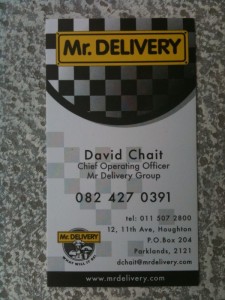 Mr. DELIVERY
David Chait
Chief Operating Officer
Mr Delivery Group
082 427 0391
tel: 011 507 2800
12, 11th Ave, Houghton
P.O.Box 204
Parklands, 2121
dchait@mrdelivery.com
Mr. DELIVERY
www.mrdelivery.com